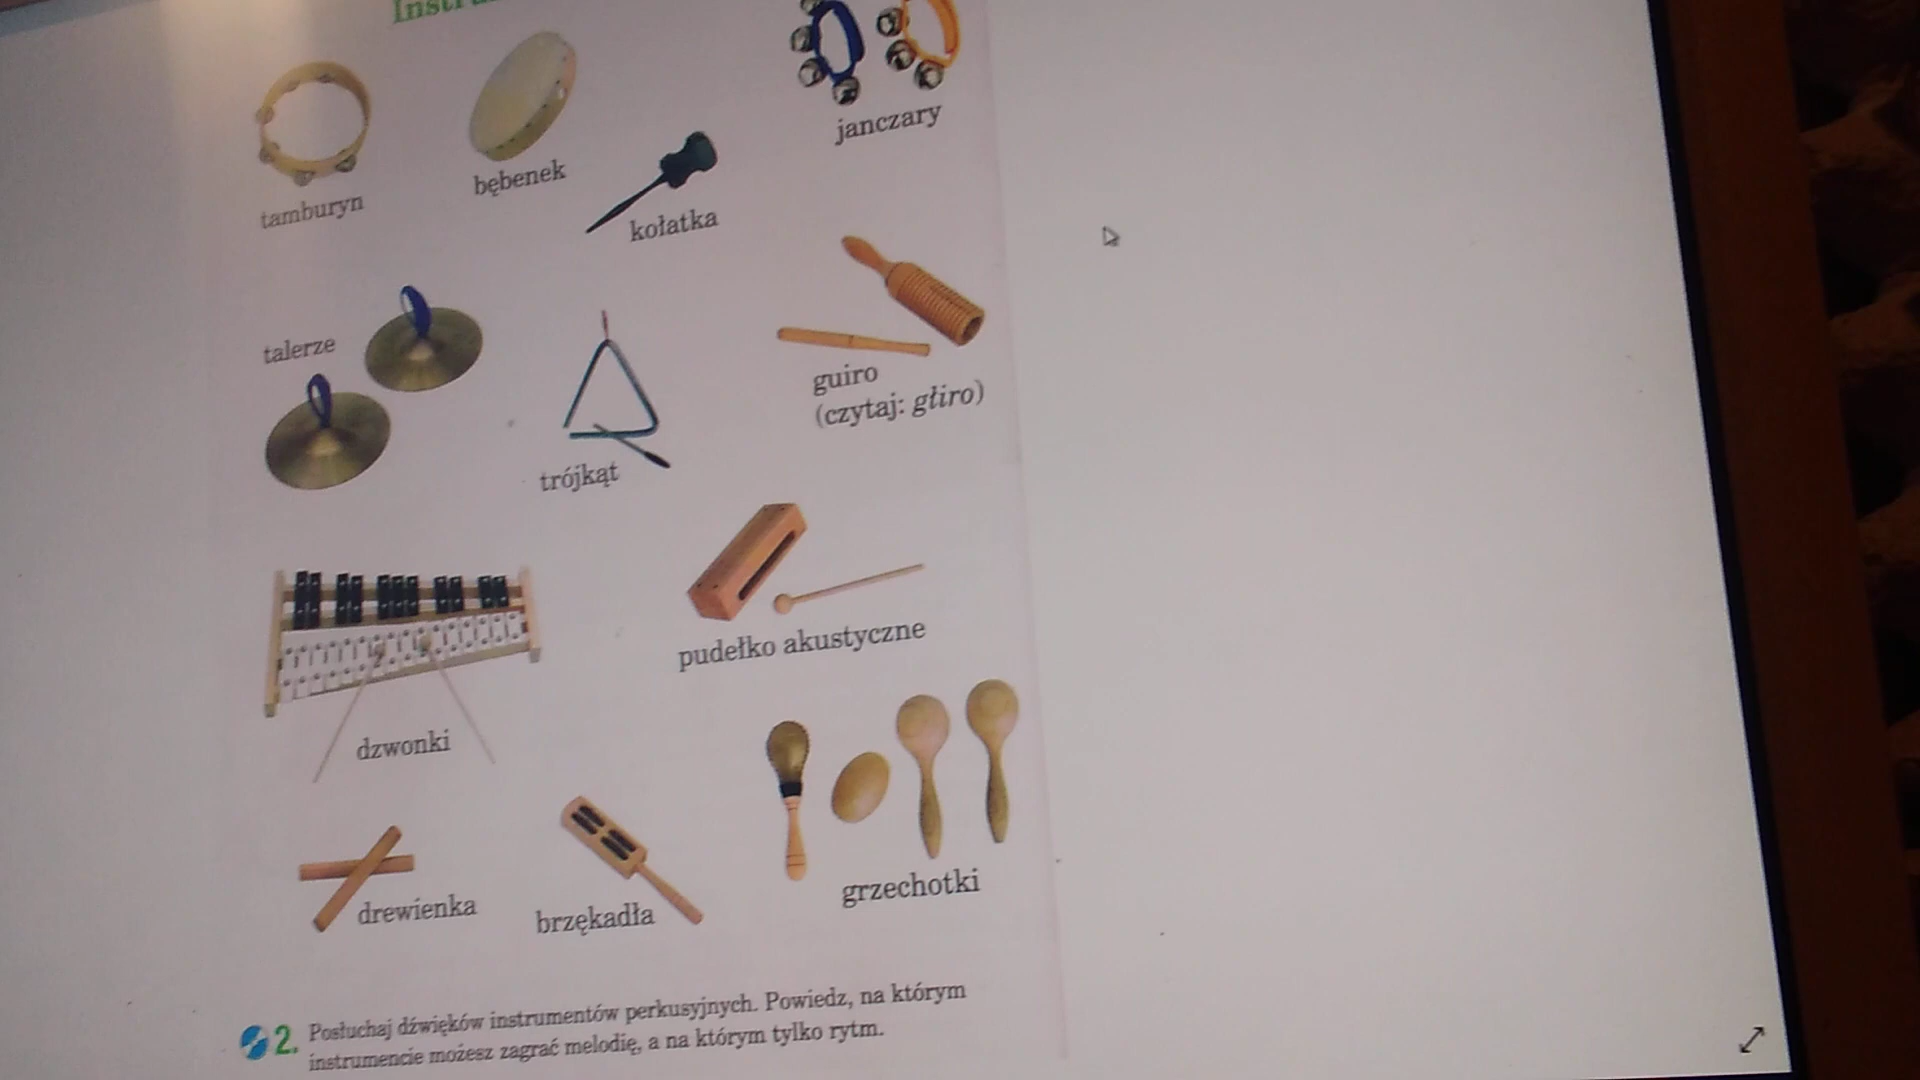 janczary
bębenek
tamburyn
kołatka
talerze
guiro
(czytaj: głiro)
trójkąt
pudełko akustyczne
dzwonki
grzechotki
drewienka
brzękadła
2. Posłuchaj dźwięków instrumentów perkusyjnych. Powiedz, na którym
instrumencie możesz zagrać melodię, a na którym tylko rytm.